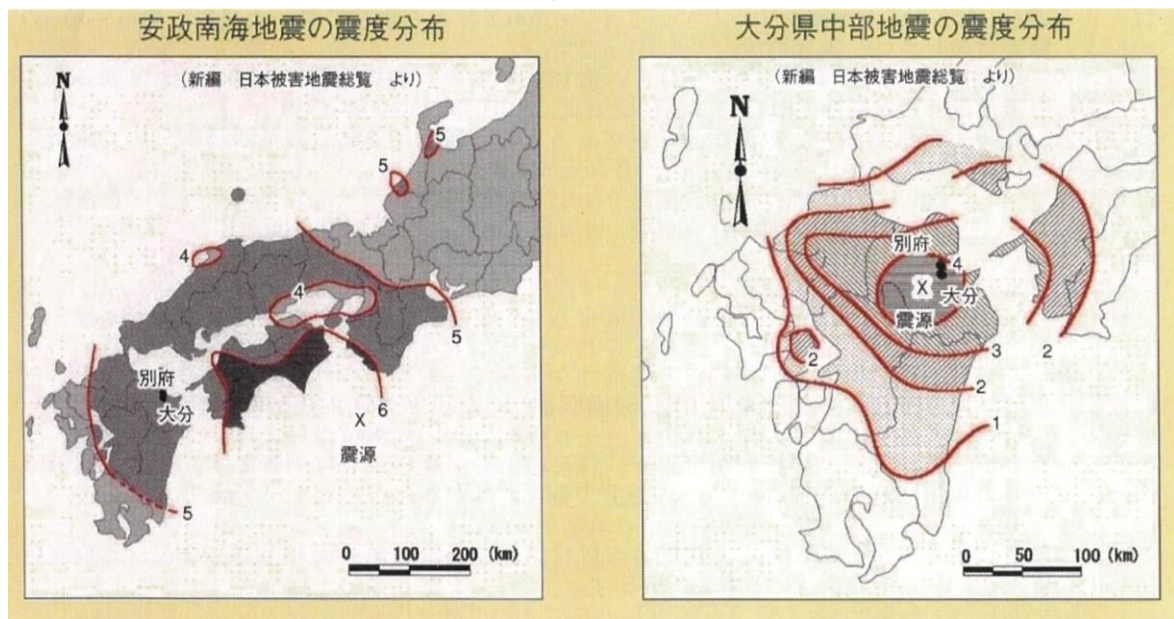 安政南海地震の震度分布
N
(新編 日本被害地震総覧 より)
5
5
4
4
5
別府
大分
6
X
震源
5
0 100 200 (km)
大分県中部地震の震度分布
(新編 日本被害地震総覧 より)
N
別府
4
X
大分
震源
2
3
2
2
1
0 50 100 (km)